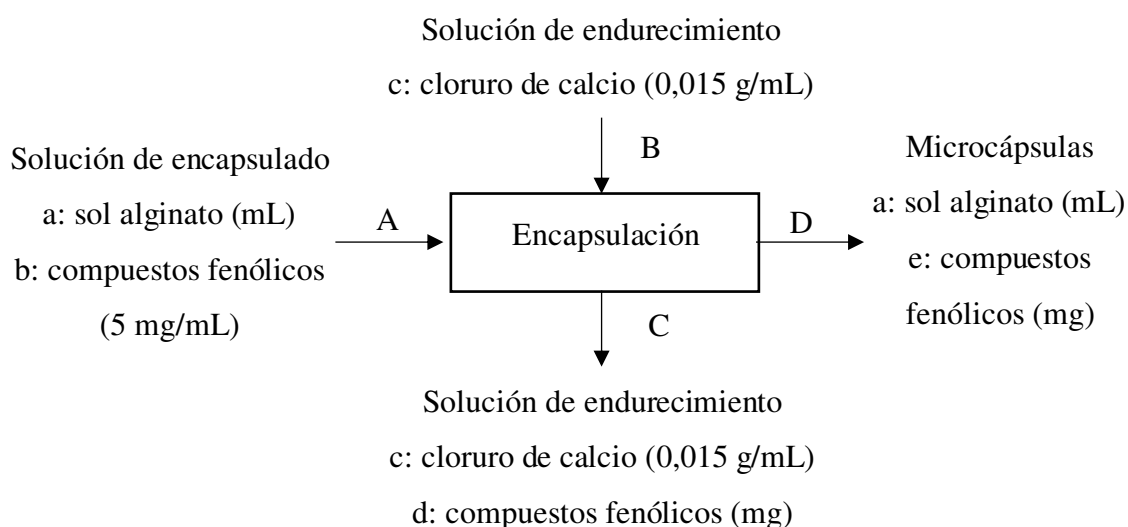 Solución de endurecimiento
c: cloruro de calcio (0,015 g/mL)
B
Solución de encapsulado
a: sol alginato (mL)
b: compuestos fenólicos
(5 mg/mL)
A
Encapsulación
D
Microcápsulas
a: sol alginato (mL)
e: compuestos
fenólicos (mg)
C
Solución de endurecimiento
c: cloruro de calcio (0,015 g/mL)
d: compuestos fenólicos (mg)